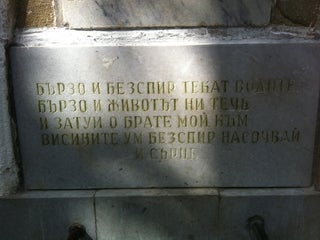 БЪРЗО И БЕЗСПИР ТЕКАТ ВОДИТЕ
БЪРЗО И ЖИВОТЪТ НИ ТЕЧЕ
И ЗАТУЙ О БРАТЕ МОЙ КЪМ
ВИСИНИТЕ УМ БЕЗСПИР НАСОЧВАЙ
И СЪРЦЕ